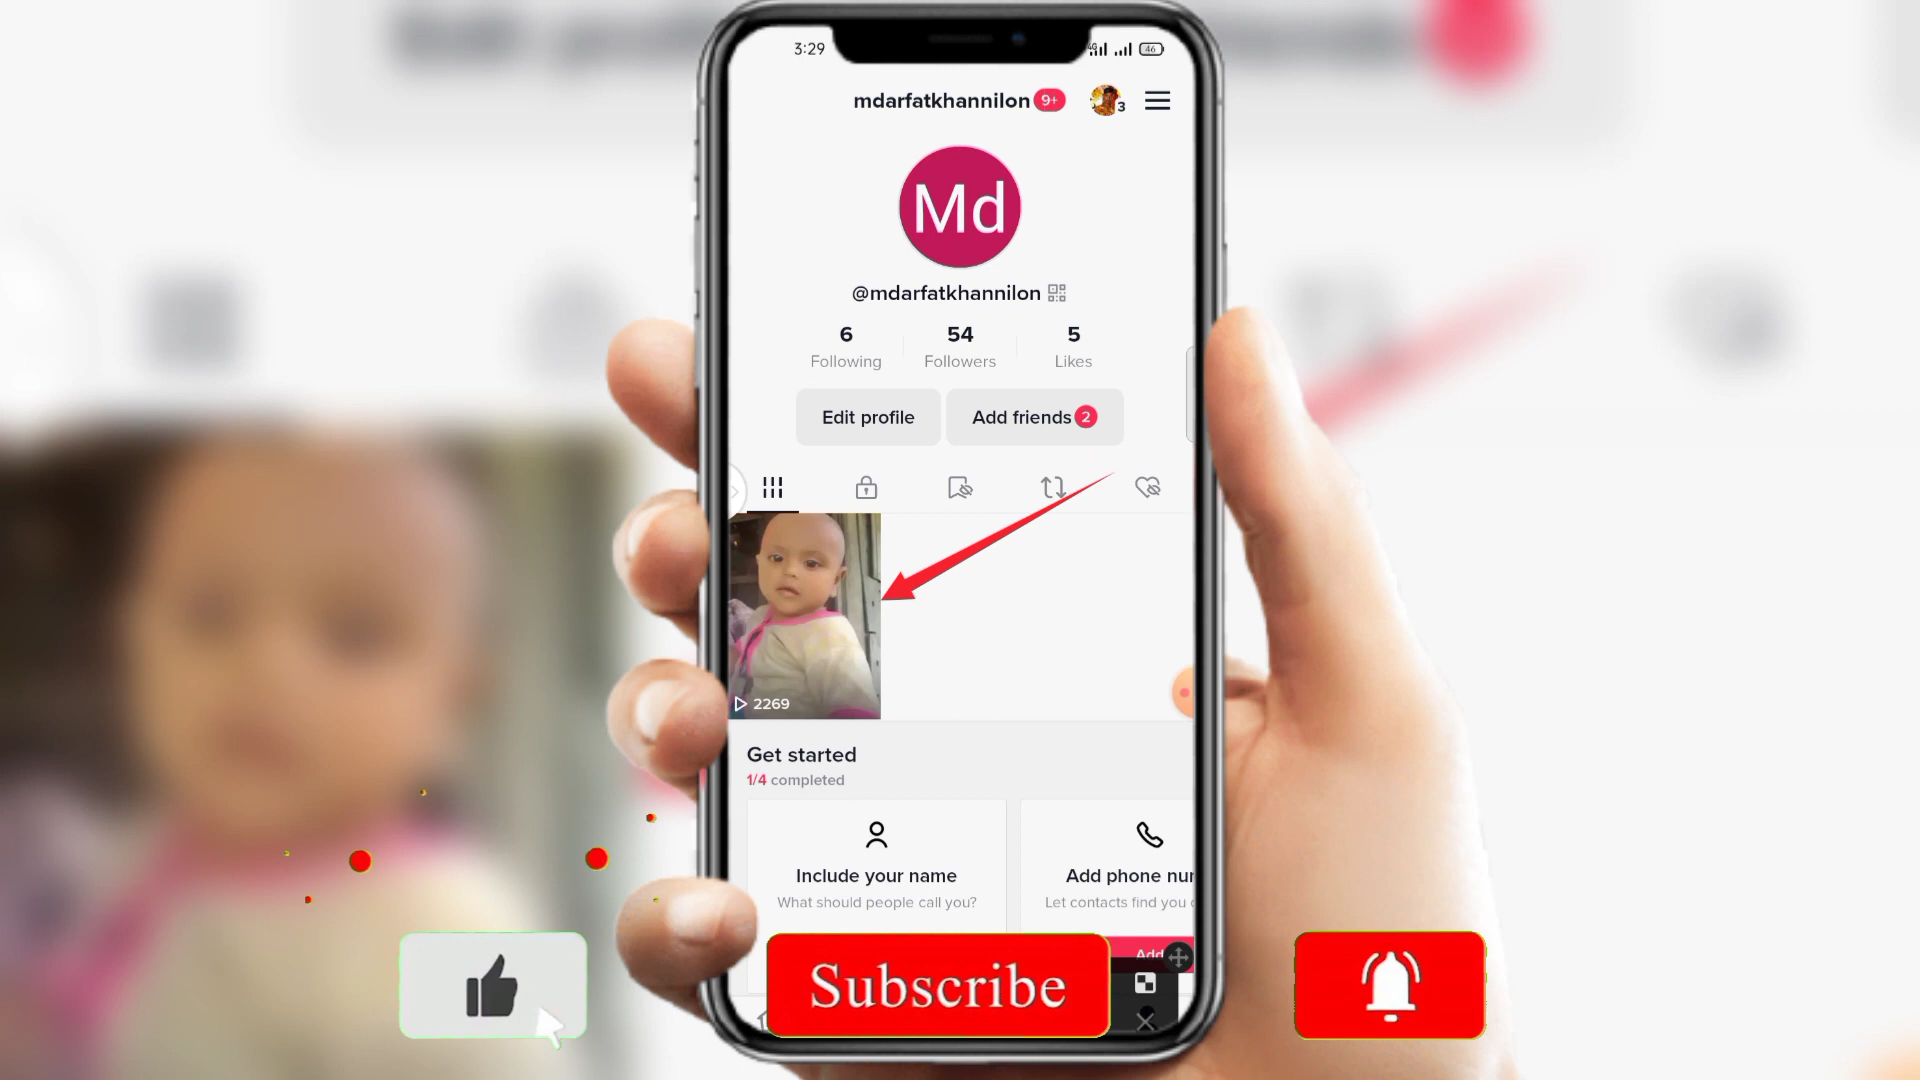 3:29
46
mdarfatkhannilon 9+
3
Md
@mdarfatkhannilon
6 54 5
Following Followers Likes
Edit profile Add friends 2
2269
Get started
1/4 completed
Include your name Add phone nu
What should people call you? Let contacts find you
Add
Subscribe